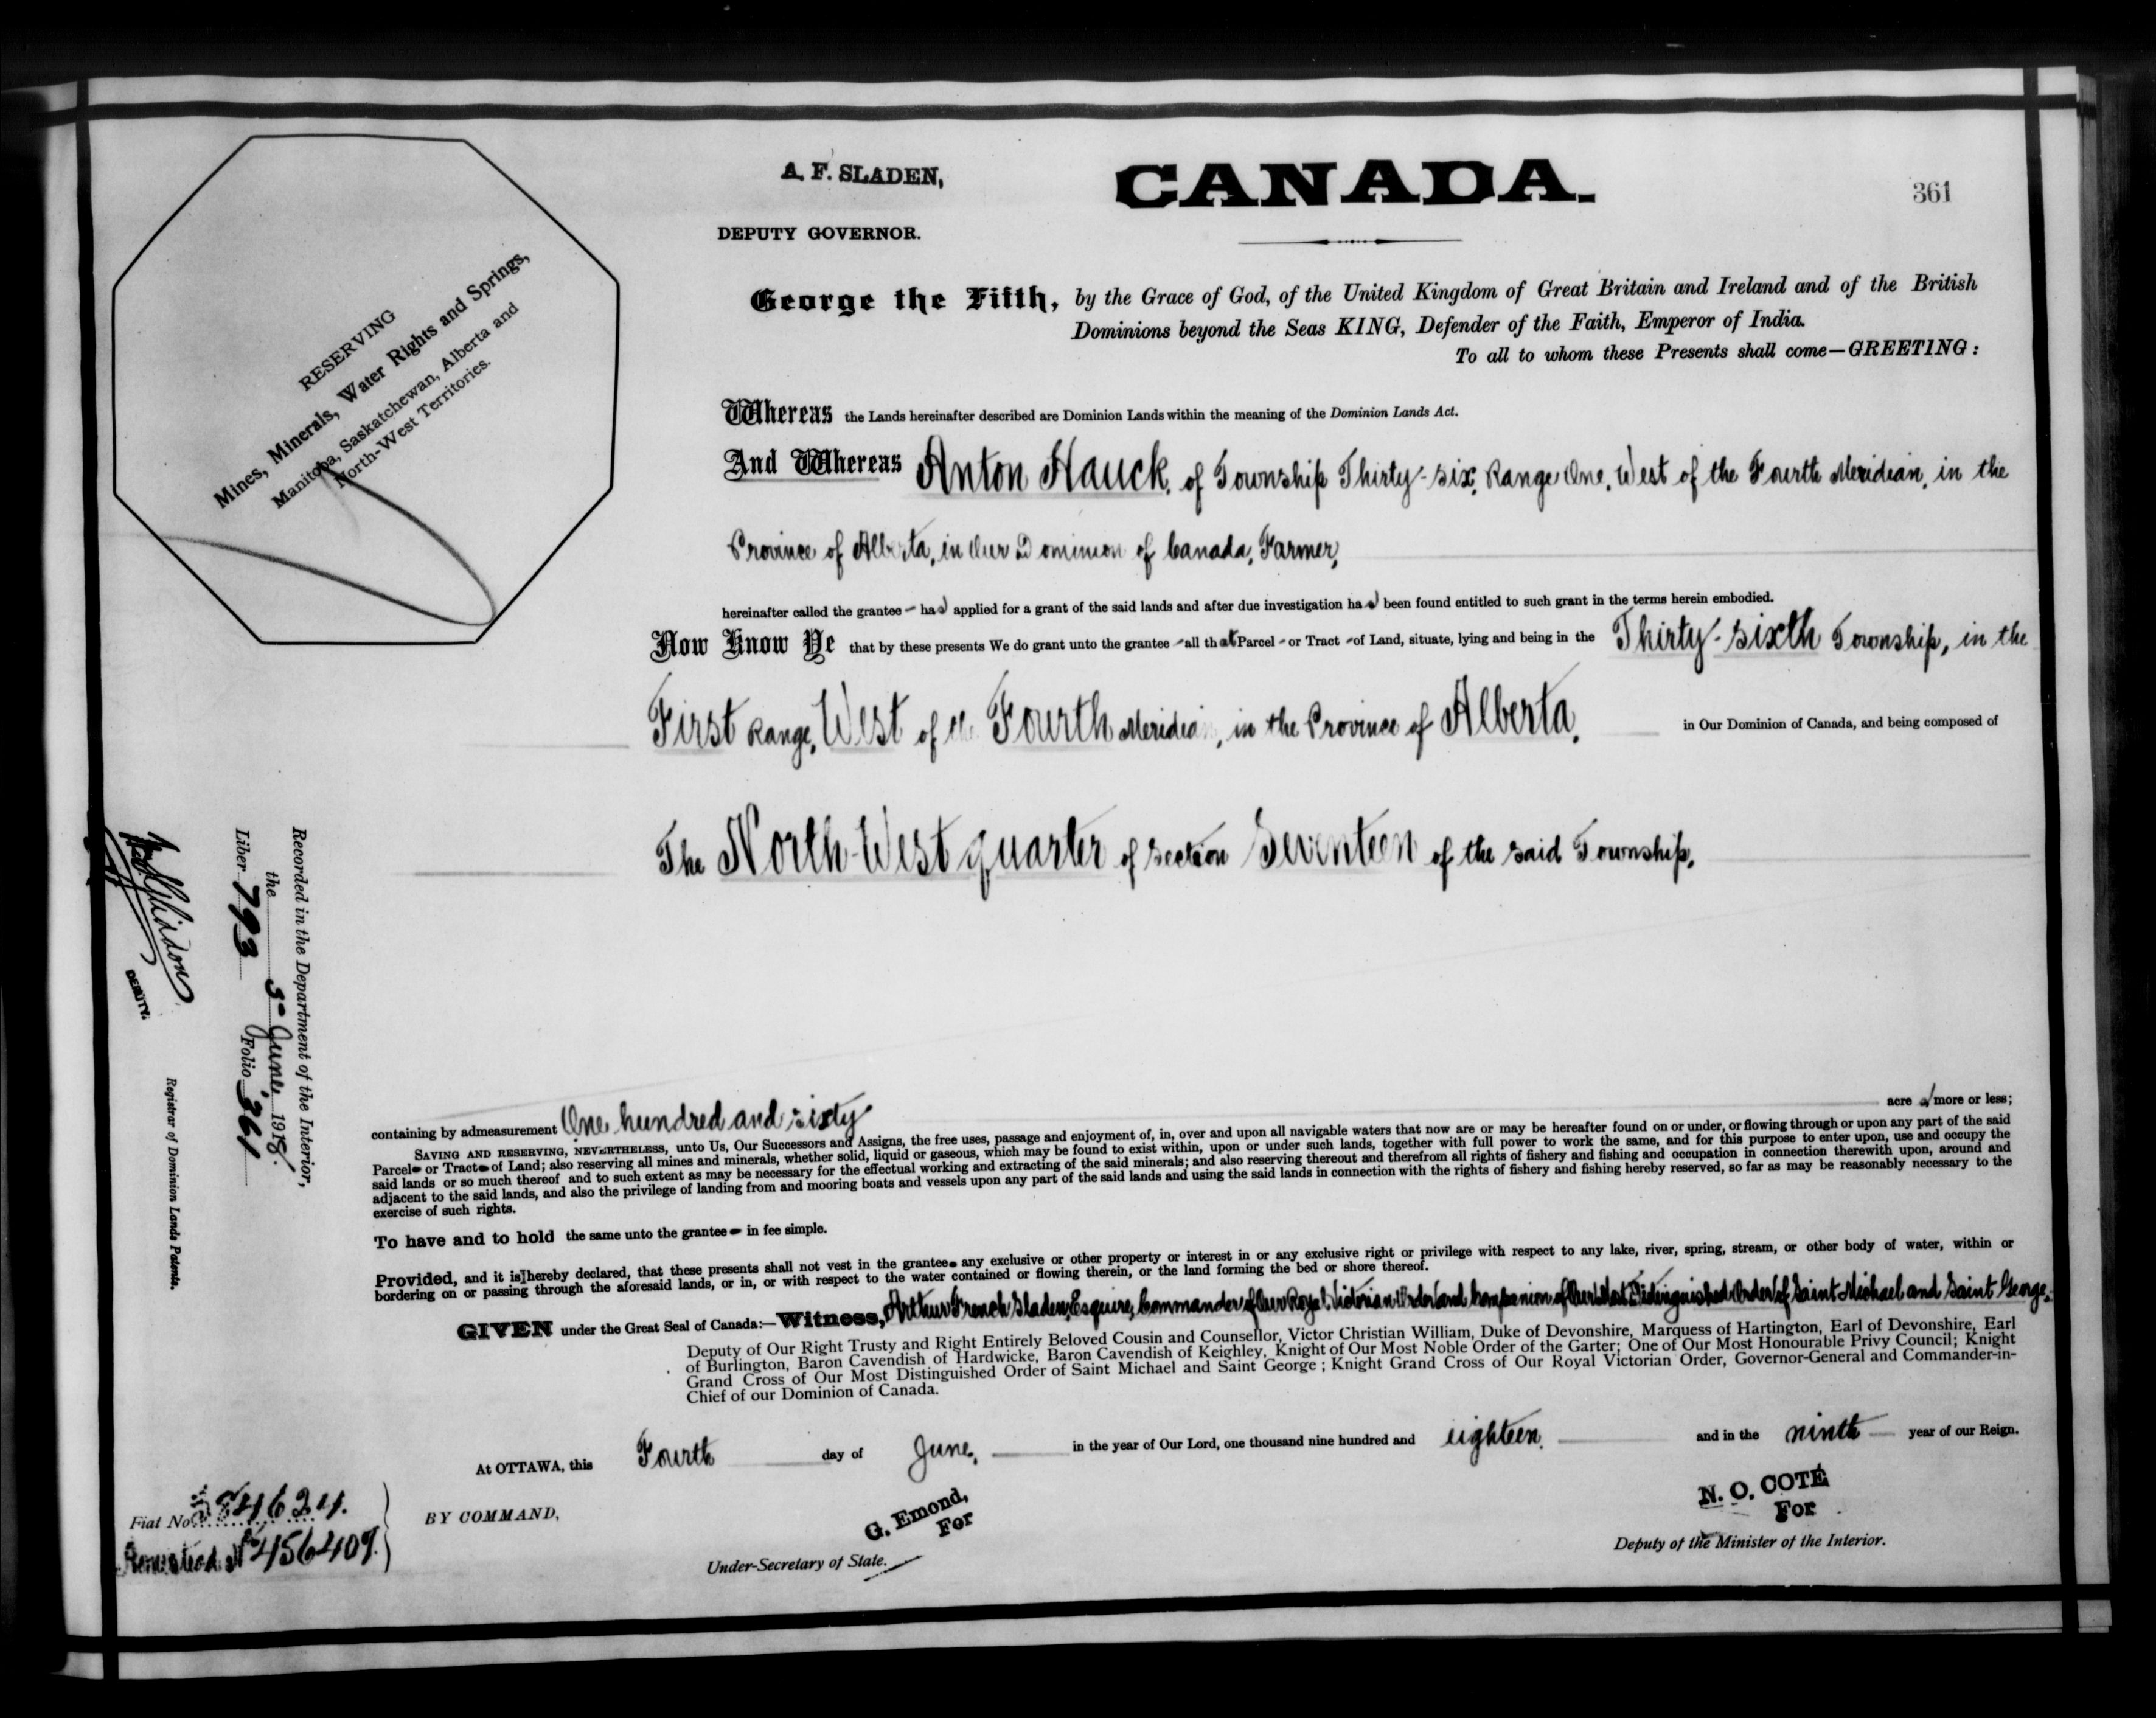 A. F. SLADEN,
DEPUTY GOVERNOR.
CANADA.
361
RESERVING
Mines, Minerals, Water Rights and Springs,
Manitoba, Saskatchewan, Alberta and
North-West Territories.
George the Fifth, by the Grace of God, of the United Kingdom of Great Britain and Ireland and of the British
Dominions beyond the Seas KING, Defender of the Faith, Emperor of India.
To all to whom these Presents shall come—GREETING:
Whereas the Lands hereinafter described are Dominion Lands within the meaning of the Dominion Lands Act.
And Whereas Anton Hauck, of Township Thirty-six, Range One, West of the Fourth Meridian, in the
Province of Alberta, in Our Dominion of Canada, Farmer,
hereinafter called the grantee - has applied for a grant of the said lands and after due investigation has been found entitled to such grant in the terms herein embodied.
Now Know Ye that by these presents We do grant unto the grantee - all that Parcel - or Tract - of Land, situate, lying and being in the Thirty-sixth Township, in the
First Range, West of the Fourth Meridian, in the Province of Alberta, in Our Dominion of Canada, and being composed of
The North-West quarter of section Seventeen of the said Township,
containing by admeasurement One hundred and sixty acres more or less;
SAVING AND RESERVING, NEVERTHELESS, unto Us, Our Successors and Assigns, the free uses, passage and enjoyment of, in, over and upon all navigable waters that now are or may be hereafter found on or under, or flowing through or upon any part of the said
Parcel - or Tract - of Land; also reserving all mines and minerals, whether solid, liquid or gaseous, which may be found to exist within, upon or under such lands, together with full power to work the same, and for this purpose to enter upon, use and occupy the
said lands or so much thereof and to such extent as may be necessary for the effectual working and extracting of the said minerals; and also reserving thereout and therefrom all rights of fishery and fishing and occupation in connection therewith upon, around and
adjacent to the said lands, and also the privilege of landing from and mooring boats and vessels upon any part of the said lands and using the said lands in connection with the rights of fishery and fishing hereby reserved, so far as may be reasonably necessary to the
exercise of such rights.
To have and to hold the same unto the grantee - in fee simple.
Provided, and it is hereby declared, that these presents shall not vest in the grantee - any exclusive or other property or interest in or any exclusive right or privilege with respect to any lake, river, spring, stream, or other body of water, within or
bordering on or passing through the aforesaid lands, or in, or with respect to the water contained or flowing therein, or the land forming the bed or shore thereof.
GIVEN under the Great Seal of Canada:—Witness, Arthur French Sladen, Esquire, Commander of Our Royal Victorian Order and Companion of Our Most Distinguished Order of Saint Michael and Saint George,
Deputy of Our Right Trusty and Right Entirely Beloved Cousin and Counsellor, Victor Christian William, Duke of Devonshire, Marquess of Hartington, Earl of Devonshire, Earl
of Burlington, Baron Cavendish of Hardwicke, Baron Cavendish of Keighley, Knight of Our Most Noble Order of the Garter; One of Our Most Honourable Privy Council; Knight
Grand Cross of Our Most Distinguished Order of Saint Michael and Saint George; Knight Grand Cross of Our Royal Victorian Order, Governor-General and Commander-in-
Chief of our Dominion of Canada.
At OTTAWA, this Fourth day of June, in the year of Our Lord, one thousand nine hundred and eighteen. and in the ninth year of our Reign.
BY COMMAND,
G. Emond,
For
Under-Secretary of State.
N. O. COTÉ
For
Deputy of the Minister of the Interior.
Recorded in the Department of the Interior,
the 5th June, 1918.
Liber 793 Folio 361
DEPUTY.
Registrar of Dominion Lands Patents.
Fiat No. 384624.
Homestead No 456409.